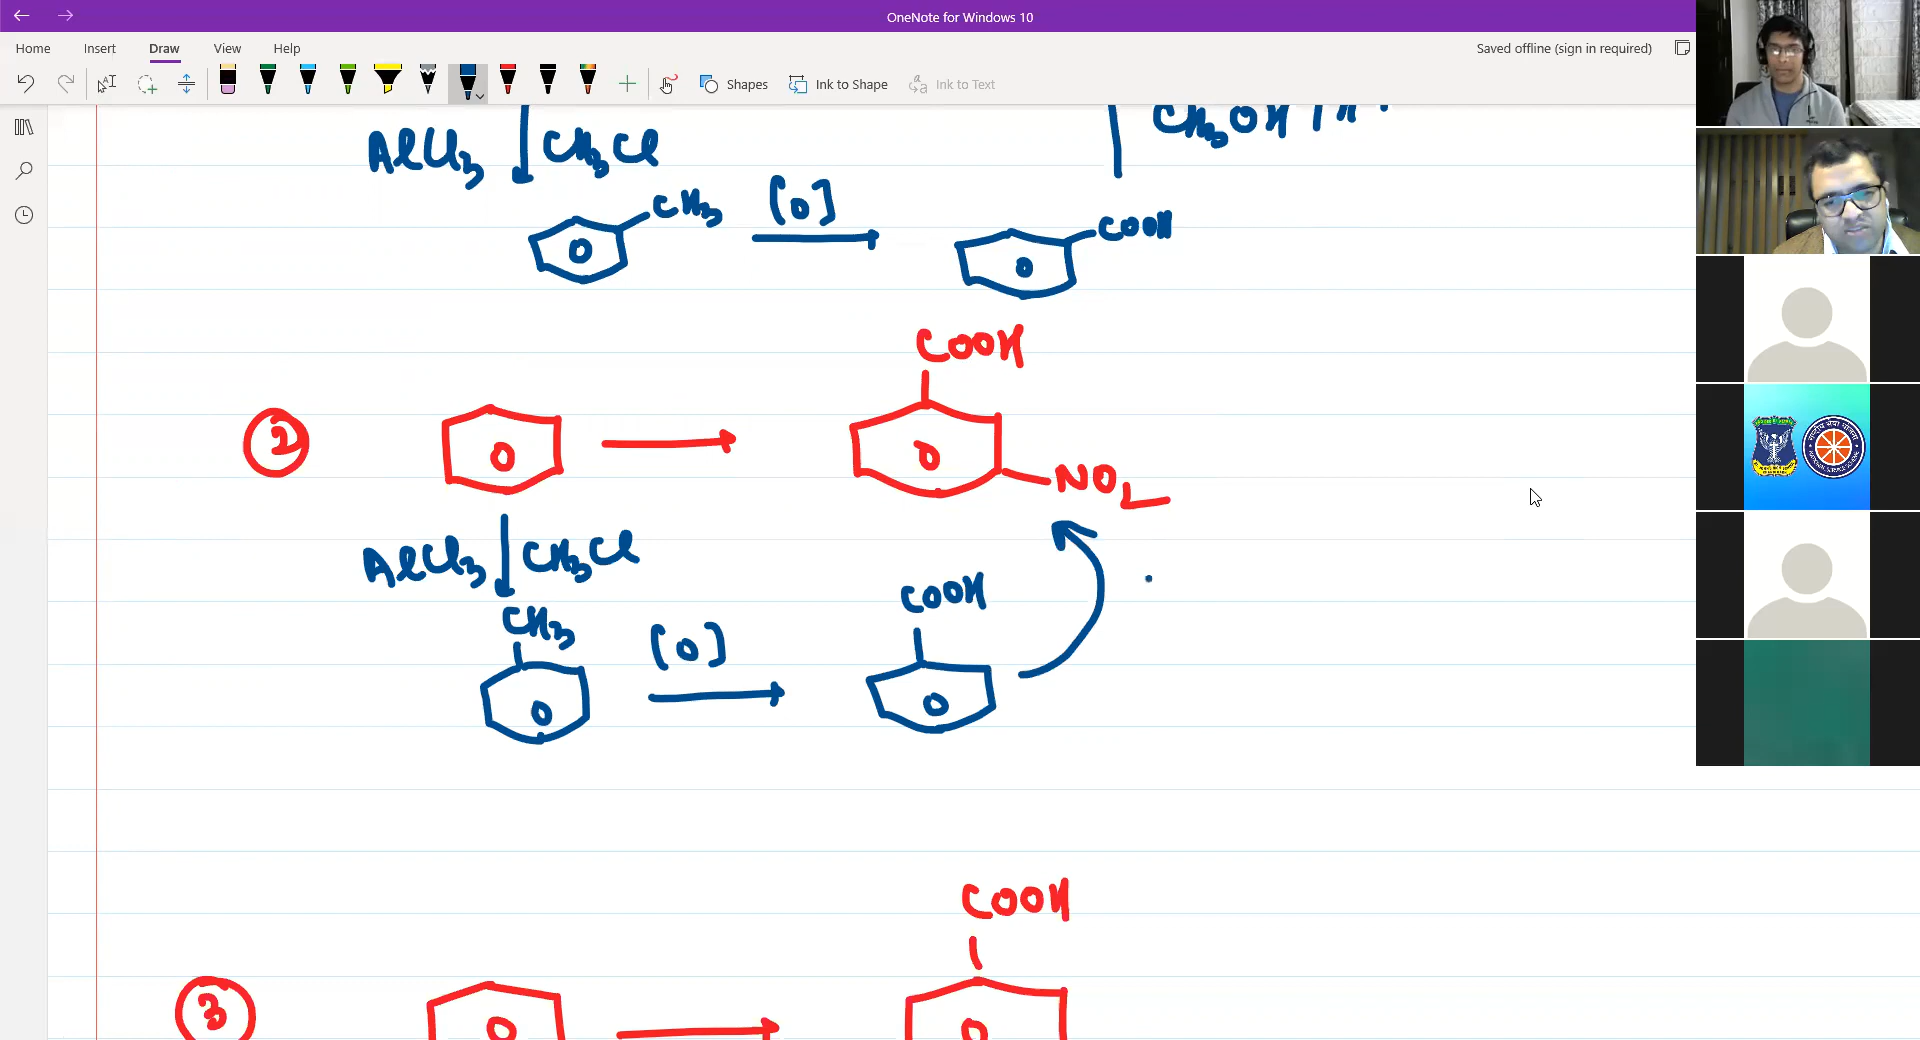 OneNote for Windows 10
Home Insert Draw View Help
Saved offline (sign in required)
Shapes Ink to Shape Ink to Text
AlCl3 CH3Cl
CH3OH / H+
CH3 [O] COOH
COOH
2
NO2
AlCl3 CH3Cl
CH3 [O] COOH
COOH
3